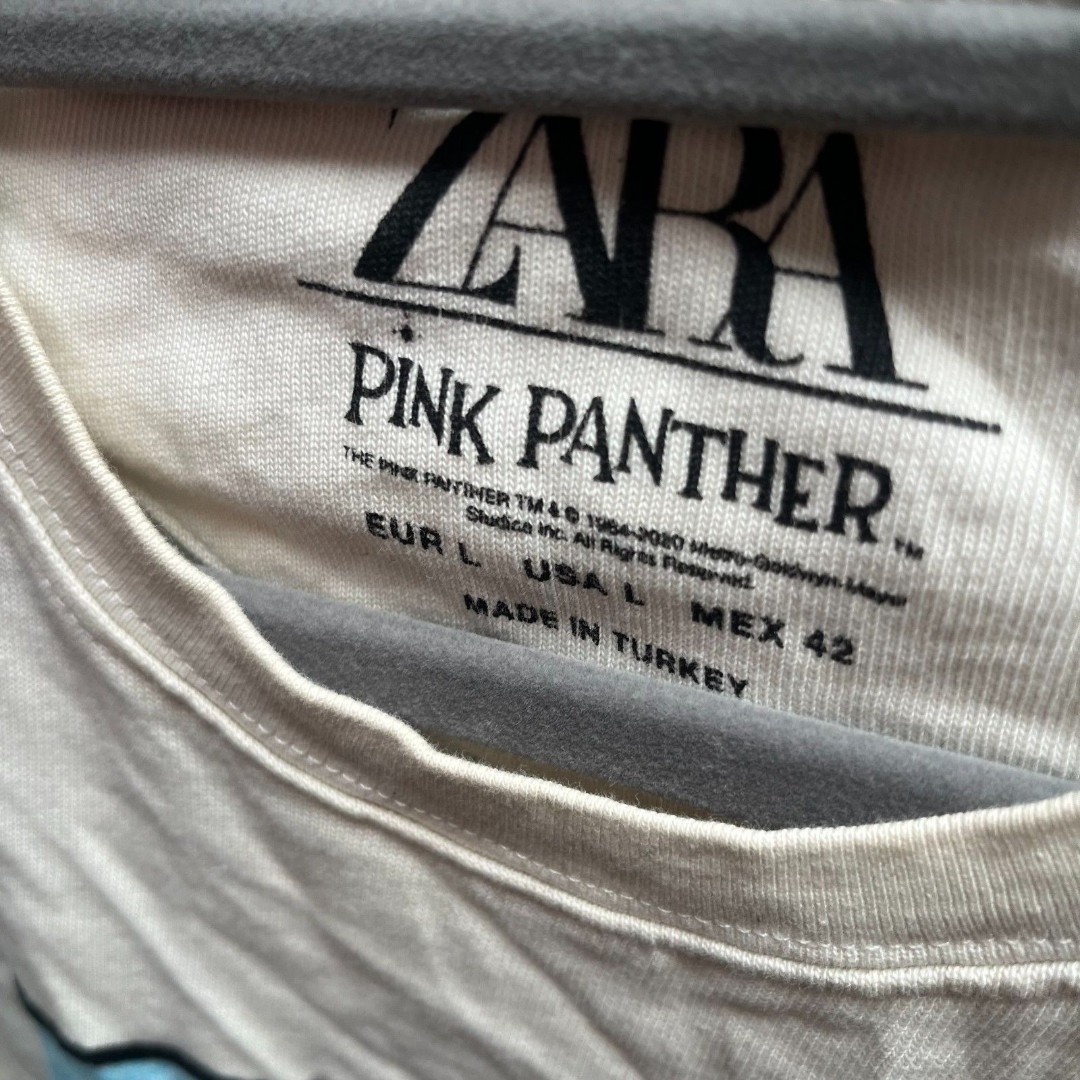 ZARA
PINK PANTHER ™
THE PINK PANTHER TM & © 1964-2020 Metro-Goldwyn-Mayer
Studios Inc. All Rights Reserved.
EUR L USA L MEX 42
MADE IN TURKEY